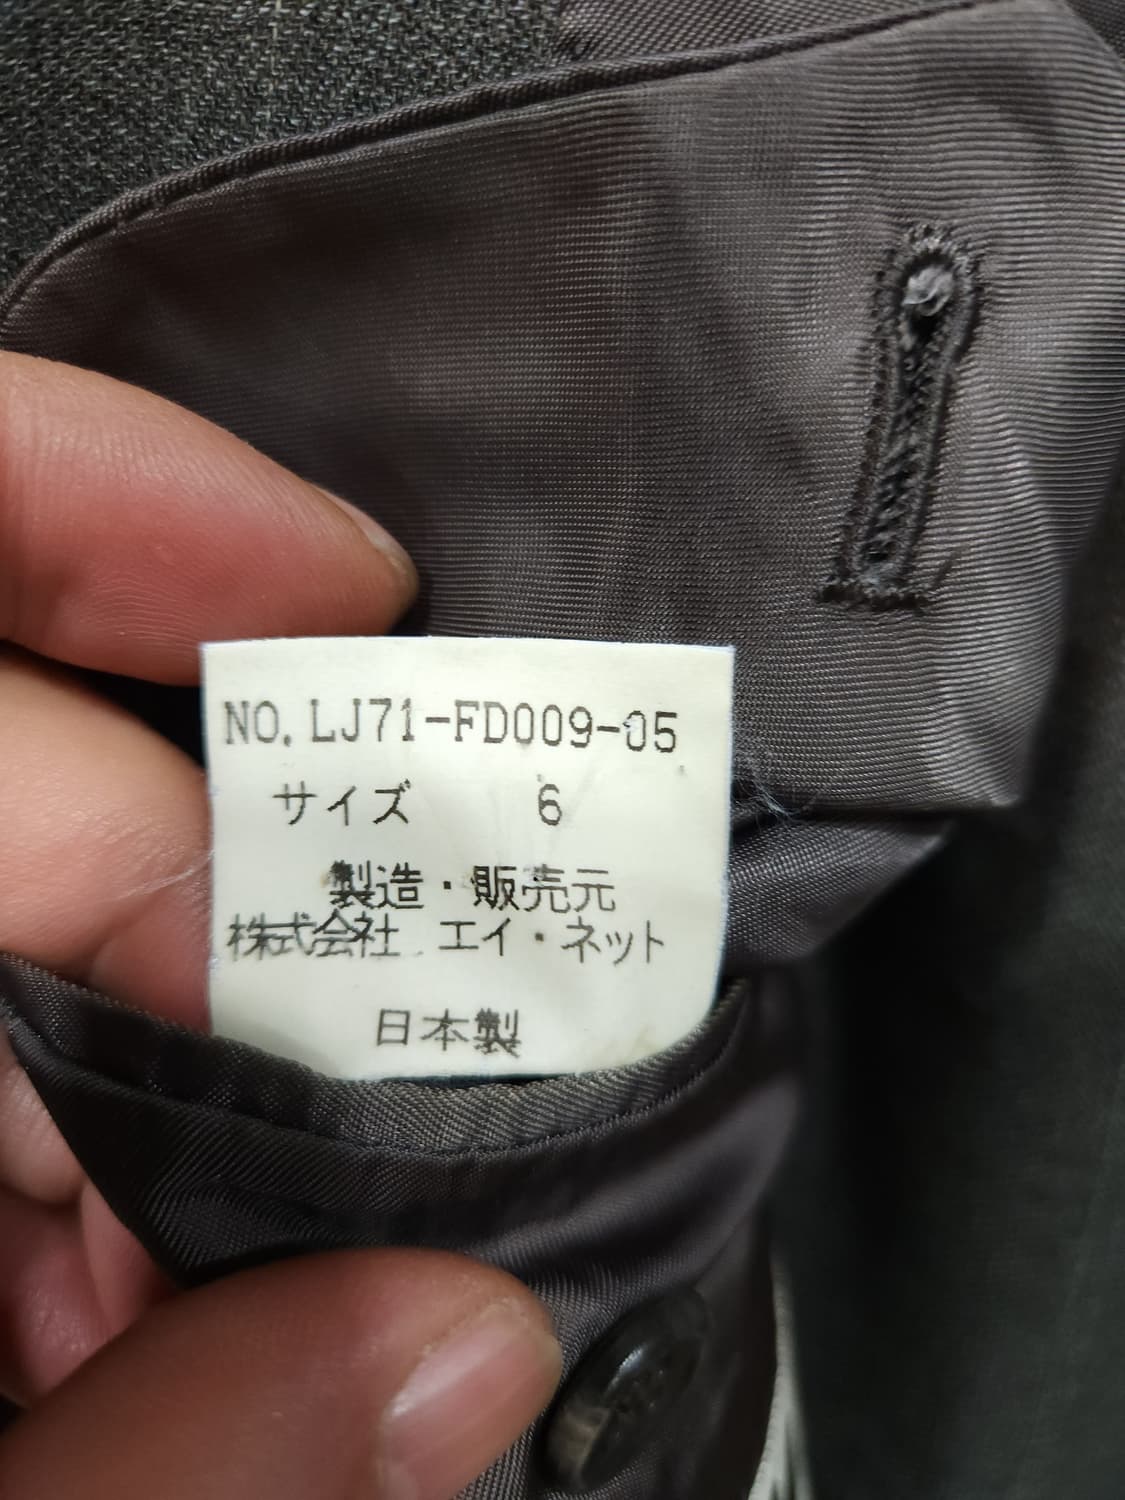 NO.LJ71-FD009-05
サイズ 6
製造・販売元
株式会社 エイ・ネット
日本製